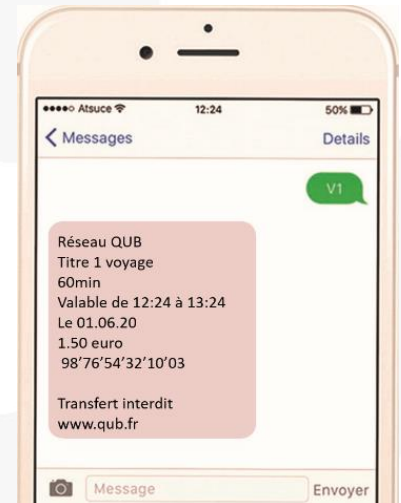 Atsuce 12:24 50%
Messages Details
V1
Réseau QUB
Titre 1 voyage
60min
Valable de 12:24 à 13:24
Le 01.06.20
1.50 euro
98’76’54’32’10’03
Transfert interdit
www.qub.fr
Message Envoyer